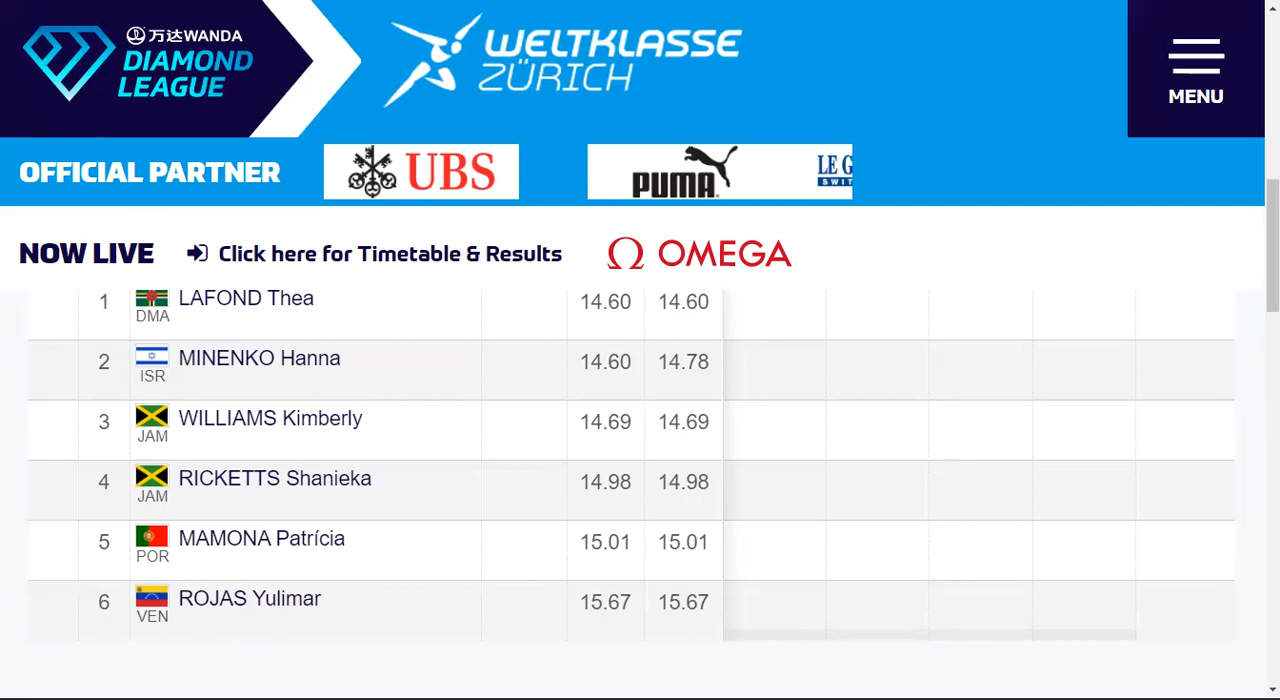 万达WANDA
DIAMOND
LEAGUE
WELTKLASSE
ZÜRICH
MENU
OFFICIAL PARTNER
UBS
PUMA
LE G
SWIT
NOW LIVE Click here for Timetable & Results Ω OMEGA
1 LAFOND Thea 14.60 14.60
DMA
2 MINENKO Hanna 14.60 14.78
ISR
3 WILLIAMS Kimberly 14.69 14.69
JAM
4 RICKETTS Shanieka 14.98 14.98
JAM
5 MAMONA Patrícia 15.01 15.01
POR
6 ROJAS Yulimar 15.67 15.67
VEN